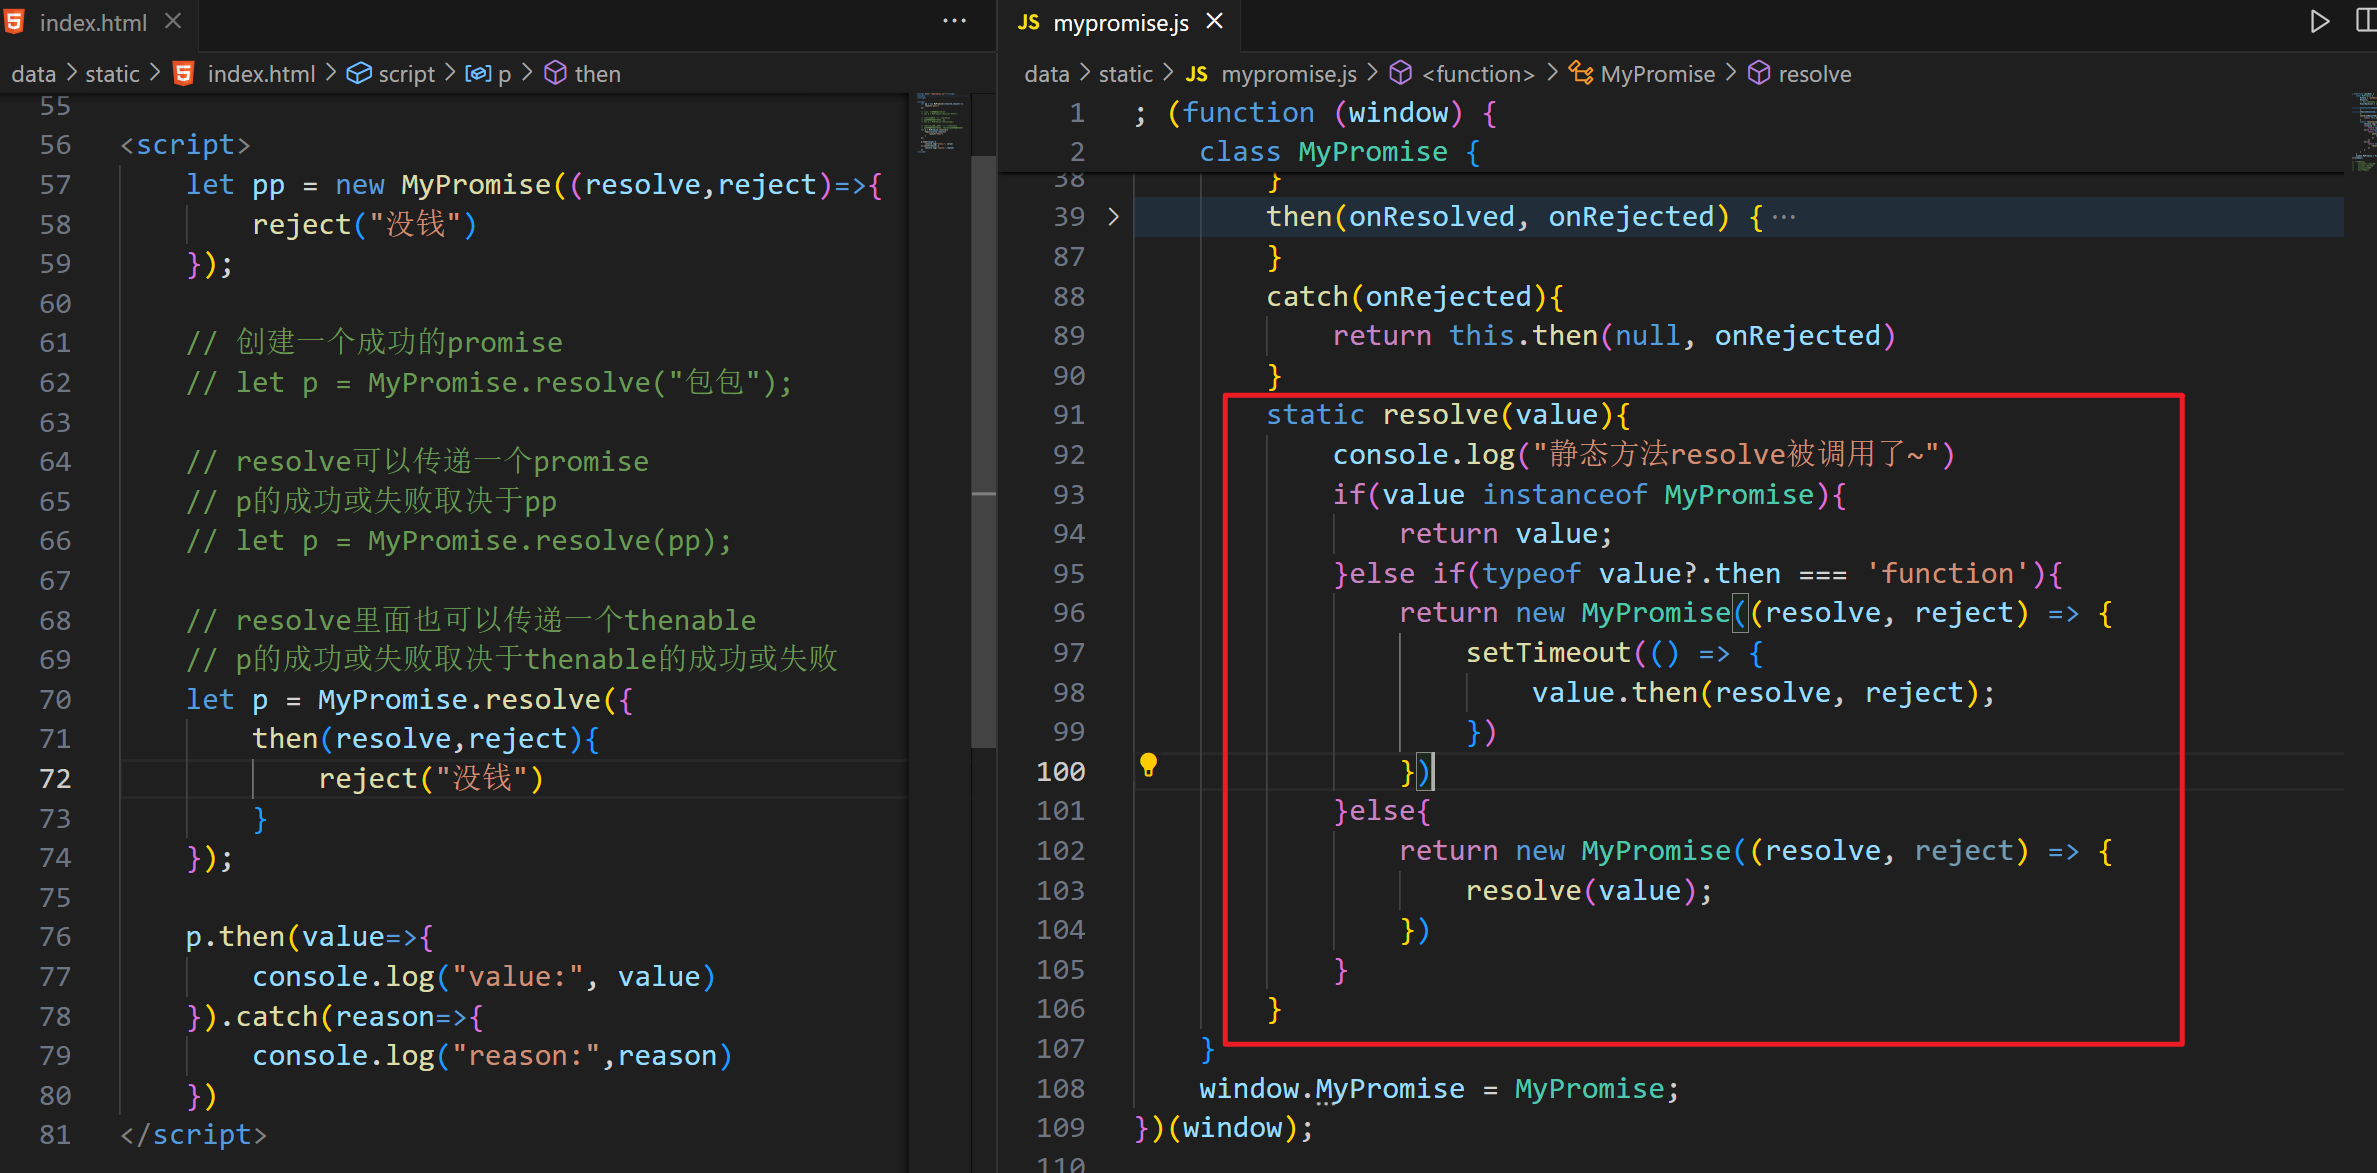 index.html
data > static > index.html > script > p > then
55
56 <script>
57 let pp = new MyPromise((resolve,reject)=>{
58 reject("没钱")
59 });
60
61 // 创建一个成功的promise
62 // let p = MyPromise.resolve("包包");
63
64 // resolve可以传递一个promise
65 // p的成功或失败取决于pp
66 // let p = MyPromise.resolve(pp);
67
68 // resolve里面也可以传递一个thenable
69 // p的成功或失败取决于thenable的成功或失败
70 let p = MyPromise.resolve({
71 then(resolve,reject){
72 reject("没钱")
73 }
74 });
75
76 p.then(value=>{
77 console.log("value:", value)
78 }).catch(reason=>{
79 console.log("reason:",reason)
80 })
81 </script>
JS mypromise.js
data > static > JS mypromise.js > <function> > MyPromise > resolve
1 ; (function (window) {
2 class MyPromise {
38 }
39 then(onResolved, onRejected) {···
87 }
88 catch(onRejected){
89 return this.then(null, onRejected)
90 }
91 static resolve(value){
92 console.log("静态方法resolve被调用了~")
93 if(value instanceof MyPromise){
94 return value;
95 }else if(typeof value?.then === 'function'){
96 return new MyPromise((resolve, reject) => {
97 setTimeout(() => {
98 value.then(resolve, reject);
99 })
100 })
101 }else{
102 return new MyPromise((resolve, reject) => {
103 resolve(value);
104 })
105 }
106 }
107 }
108 window.MyPromise = MyPromise;
109 })(window);
110